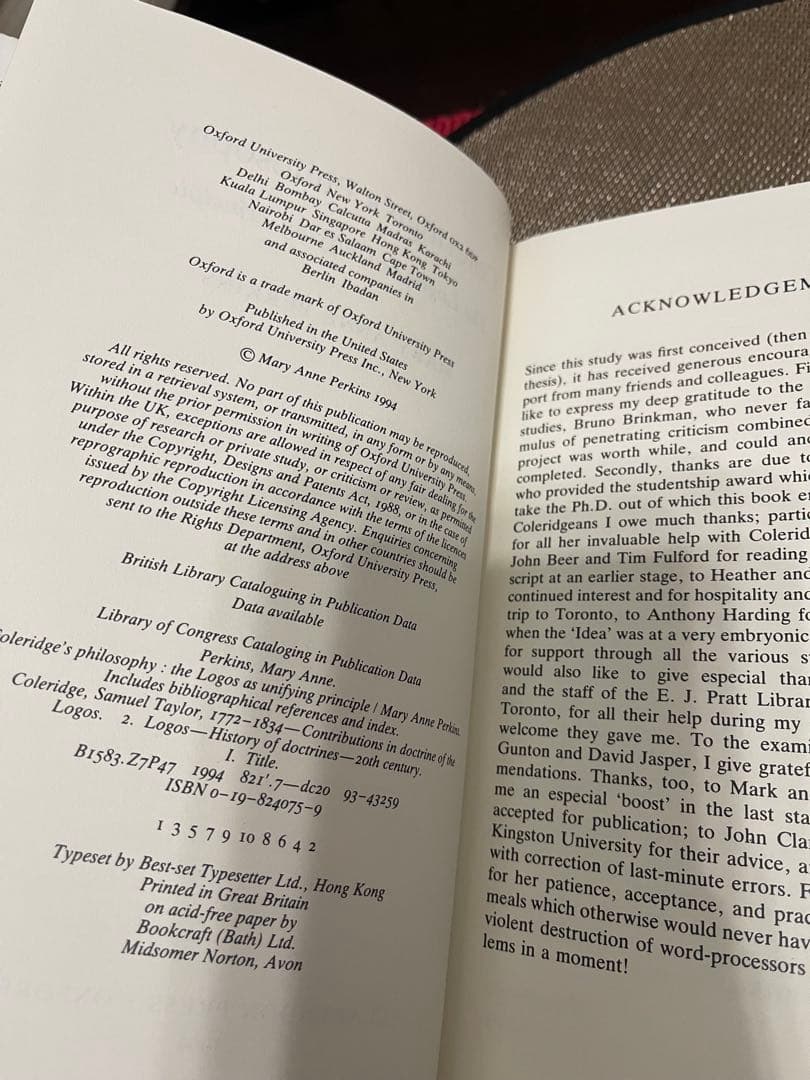 Oxford University Press, Walton Street, Oxford OX2 6DP
Oxford New York Toronto
Delhi Bombay Calcutta Madras Karachi
Kuala Lumpur Singapore Hong Kong Tokyo
Nairobi Dar es Salaam Cape Town
Melbourne Auckland Madrid
and associated companies in
Berlin Ibadan
Oxford is a trade mark of Oxford University Press
Published in the United States
by Oxford University Press Inc., New York
© Mary Anne Perkins 1994
All rights reserved. No part of this publication may be reproduced,
stored in a retrieval system, or transmitted, in any form or by any means,
without the prior permission in writing of Oxford University Press.
Within the UK, exceptions are allowed in respect of any fair dealing for the
purpose of research or private study, or criticism or review, as permitted
under the Copyright, Designs and Patents Act, 1988, or in the case of
reprographic reproduction in accordance with the terms of the licences
issued by the Copyright Licensing Agency. Enquiries concerning
reproduction outside these terms and in other countries should be
sent to the Rights Department, Oxford University Press,
at the address above
British Library Cataloguing in Publication Data
Data available
Library of Congress Cataloging in Publication Data
Perkins, Mary Anne.
Coleridge's philosophy : the Logos as unifying principle / Mary Anne Perkins.
Includes bibliographical references and index.
Coleridge, Samuel Taylor, 1772–1834—Contributions in doctrine of the
Logos. 2. Logos—History of doctrines—20th century.
I. Title.
B1583.Z7P47 1994 821'.7—dc20 93-43259
ISBN 0-19-824075-9
1 3 5 7 9 10 8 6 4 2
Typeset by Best-set Typesetter Ltd., Hong Kong
Printed in Great Britain
on acid-free paper by
Bookcraft (Bath) Ltd.
Midsomer Norton, Avon
ACKNOWLEDGEM
Since this study was first conceived (then
thesis), it has received generous encoura
port from many friends and colleagues. Fi
like to express my deep gratitude to the
studies, Bruno Brinkman, who never fa
mulus of penetrating criticism combined
project was worth while, and could and
completed. Secondly, thanks are due to
who provided the studentship award whic
take the Ph.D. out of which this book e
Coleridgeans I owe much thanks; partic
for all her invaluable help with Colerid
John Beer and Tim Fulford for reading
script at an earlier stage, to Heather and
continued interest and for hospitality and
trip to Toronto, to Anthony Harding fo
when the 'Idea' was at a very embryonic
for support through all the various s
would also like to give especial than
and the staff of the E. J. Pratt Librar
Toronto, for all their help during my
welcome they gave me. To the exami
Gunton and David Jasper, I give gratef
mendations. Thanks, too, to Mark an
me an especial 'boost' in the last sta
accepted for publication; to John Cla
Kingston University for their advice, a
with correction of last-minute errors. F
for her patience, acceptance, and prac
meals which otherwise would never hav
violent destruction of word-processors
lems in a moment!